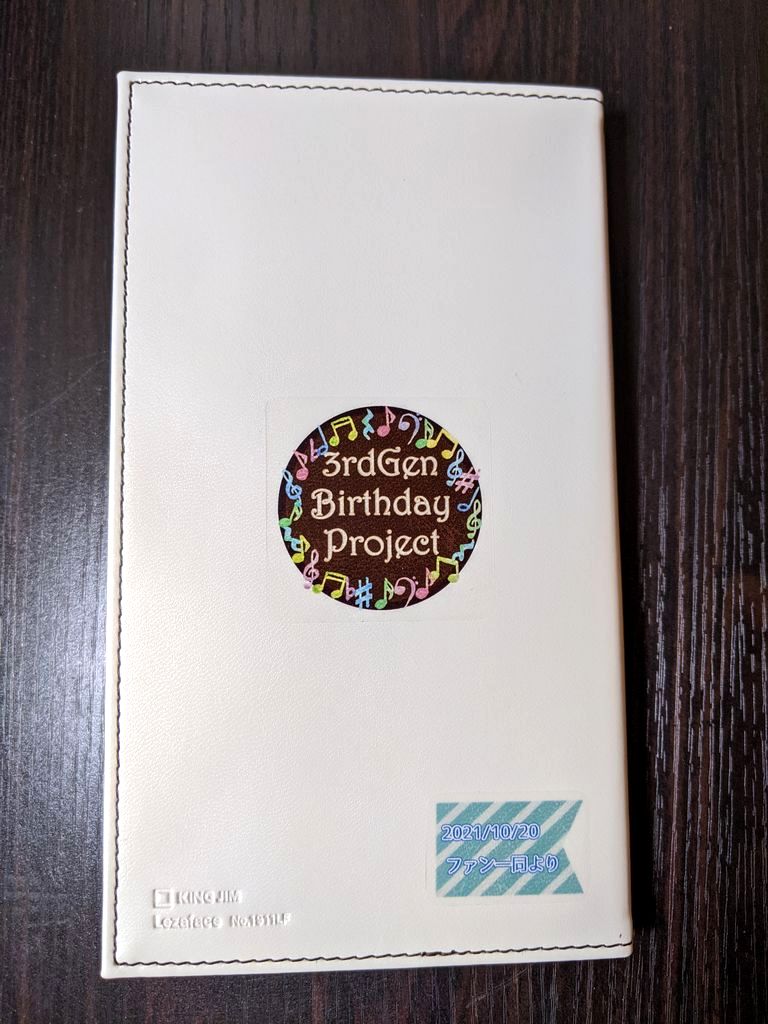 3rdGen
Birthday
Project
2021/10/20
ファン一同より
KING JIM
Lezaface No.1911LF